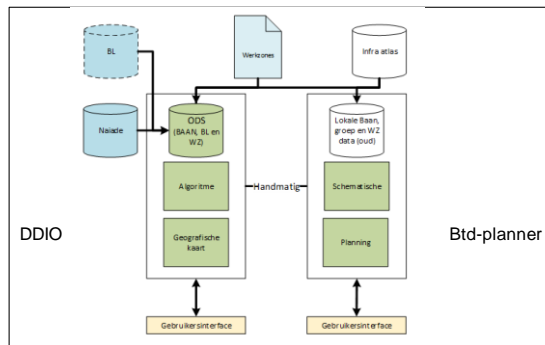 BL
Werkzones
Infra atlas
Naiade
ODS
(BAAN, BL en
WZ)
Lokale Baan,
groep en WZ
data (oud)
Algoritme
Handmatig
Schematische
DDIO
Geografische
kaart
Planning
Btd-planner
Gebruikersinterface
Gebruikersinterface